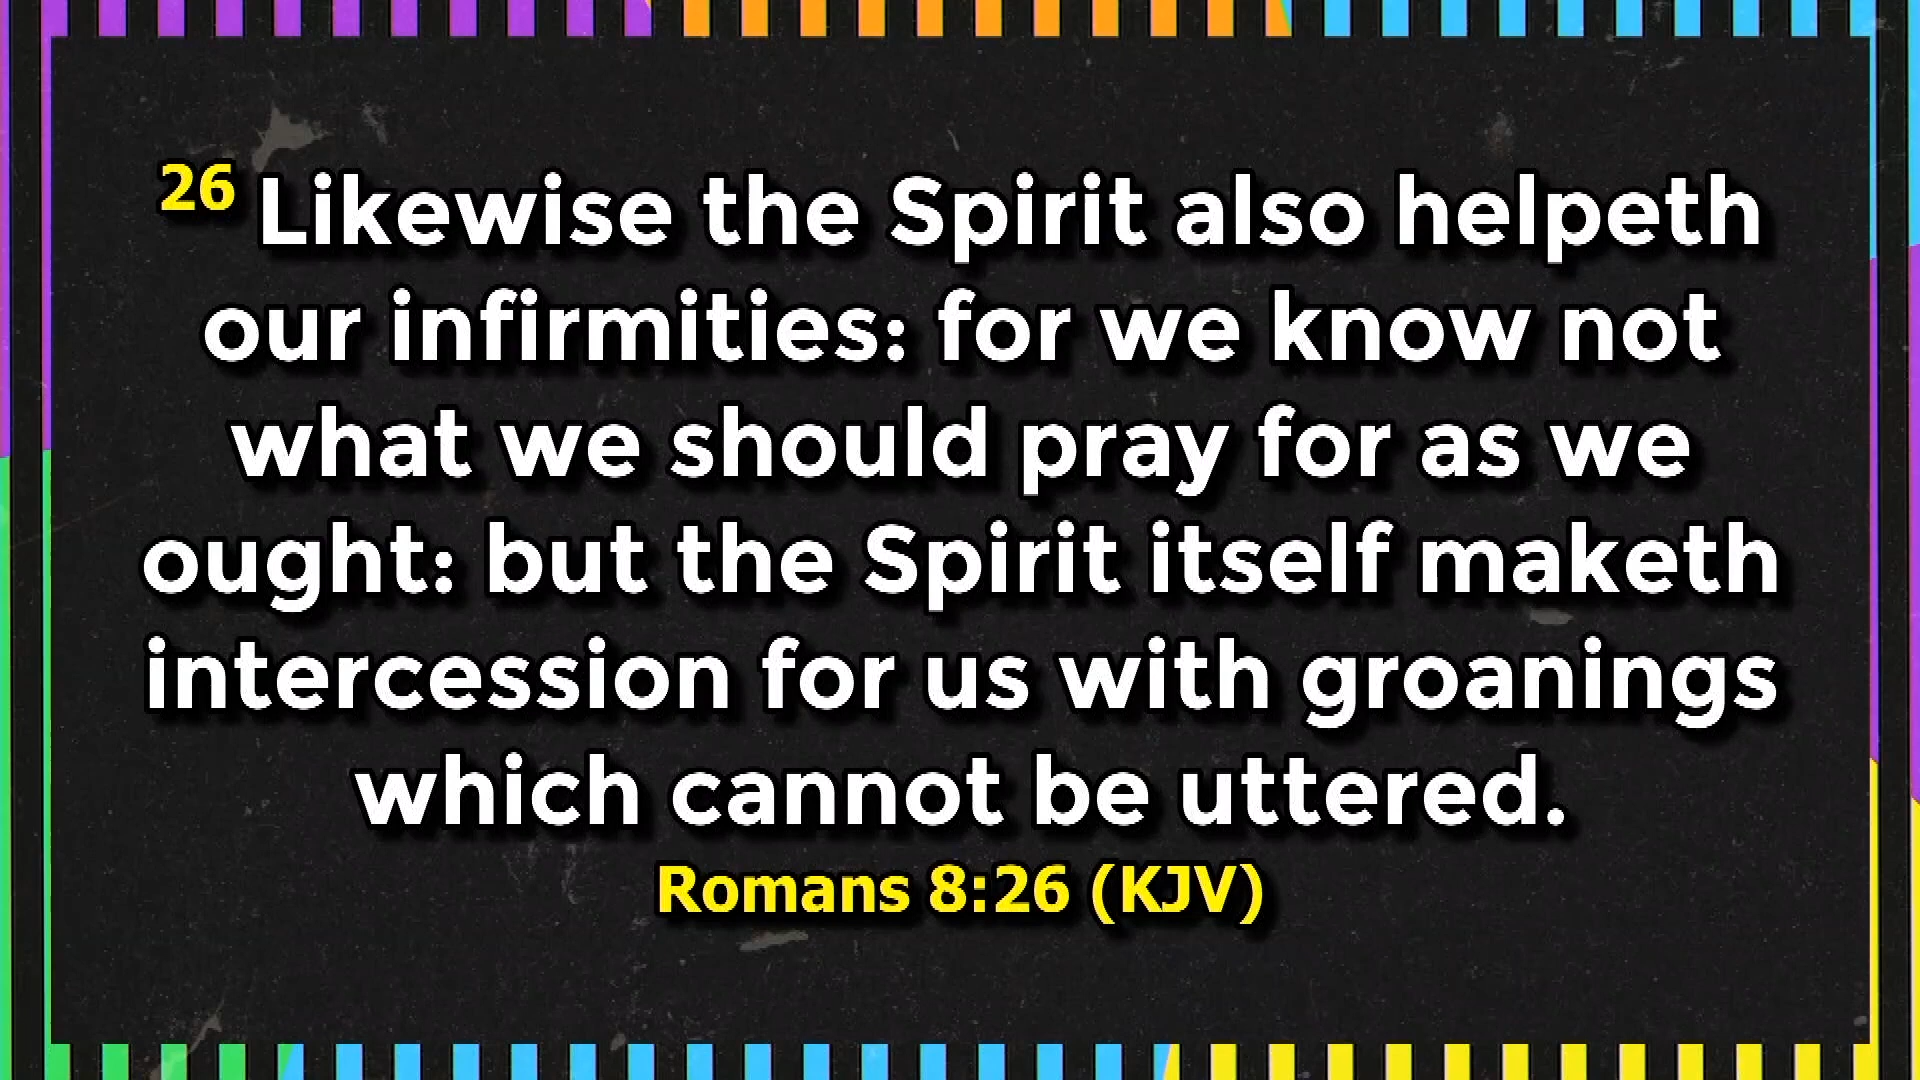 26 Likewise the Spirit also helpeth
our infirmities: for we know not
what we should pray for as we
ought: but the Spirit itself maketh
intercession for us with groanings
which cannot be uttered.
Romans 8:26 (KJV)